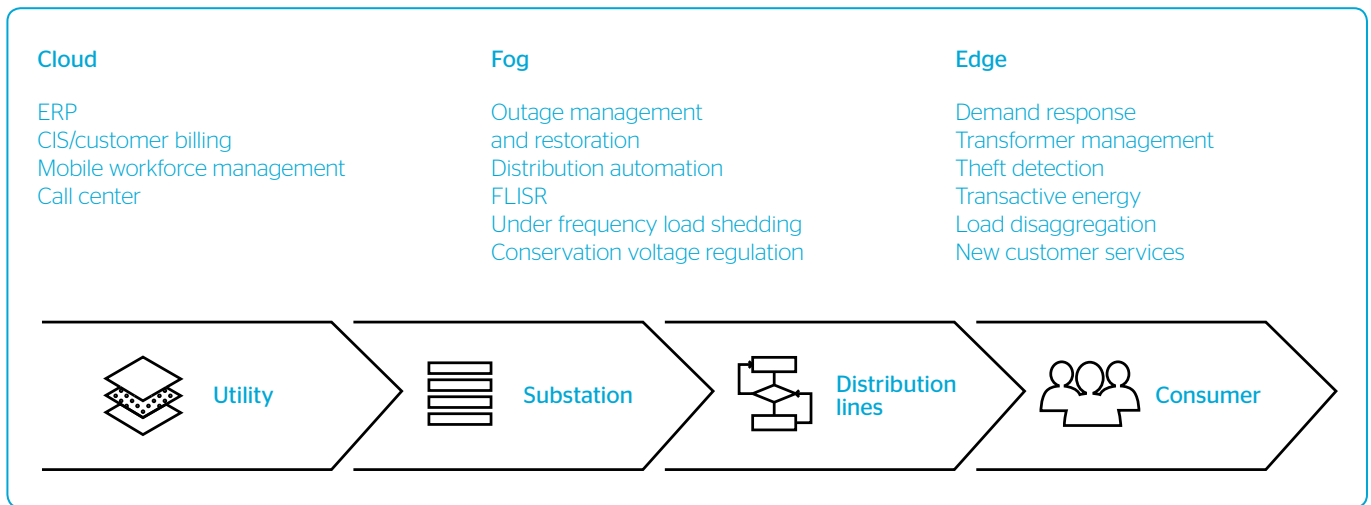 Cloud
ERP
CIS/customer billing
Mobile workforce management
Call center
Fog
Outage management
and restoration
Distribution automation
FLISR
Under frequency load shedding
Conservation voltage regulation
Edge
Demand response
Transformer management
Theft detection
Transactive energy
Load disaggregation
New customer services
Utility
Substation
Distribution
lines
Consumer